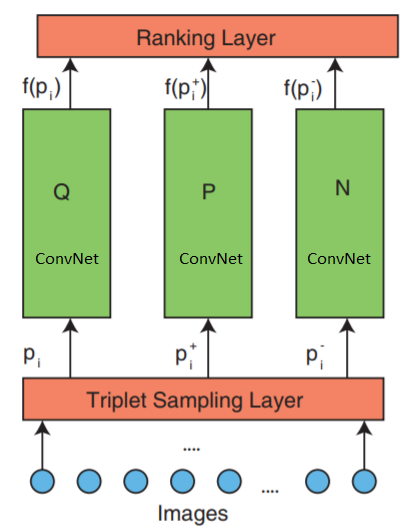 Ranking Layer
f(pᵢ) f(pᵢ⁺) f(pᵢ⁻)
Q P N
ConvNet ConvNet ConvNet
pᵢ pᵢ⁺ pᵢ⁻
Triplet Sampling Layer
....
....
Images